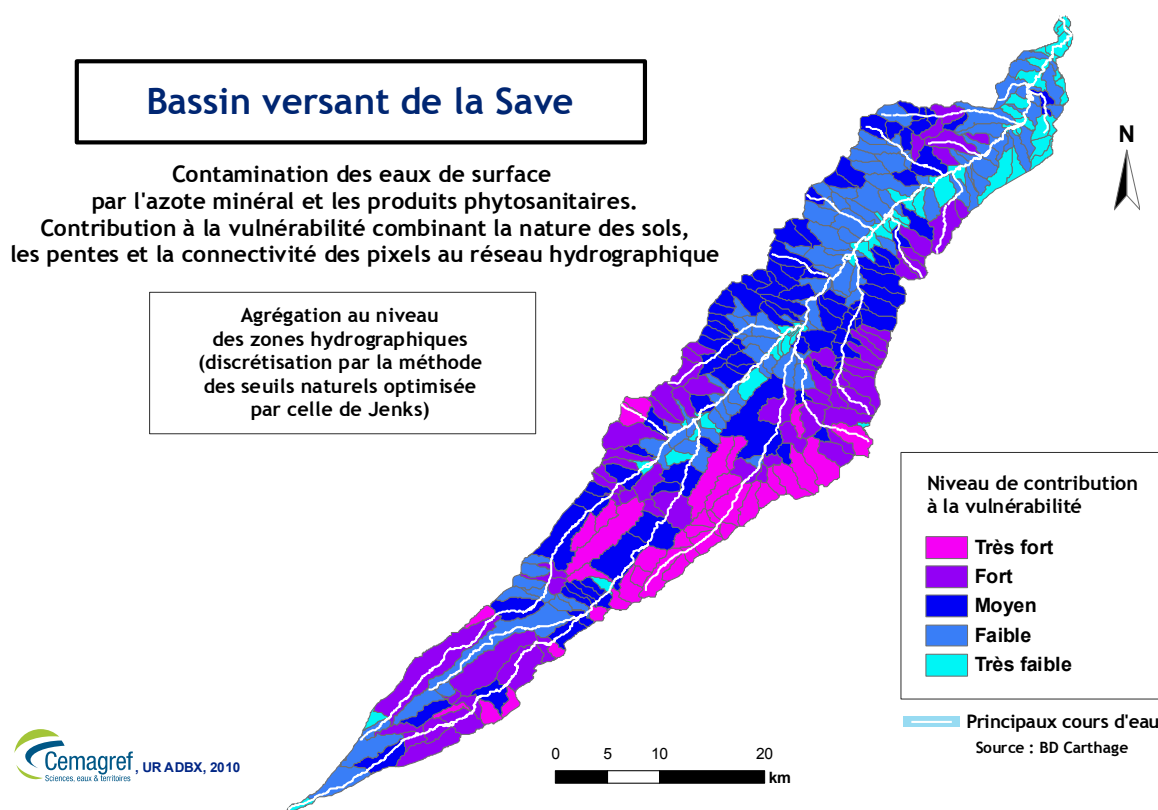 Bassin versant de la Save
Contamination des eaux de surface
par l'azote minéral et les produits phytosanitaires.
Contribution à la vulnérabilité combinant la nature des sols,
les pentes et la connectivité des pixels au réseau hydrographique
Agrégation au niveau
des zones hydrographiques
(discrétisation par la méthode
des seuils naturels optimisée
par celle de Jenks)
N
Niveau de contribution
à la vulnérabilité
Très fort
Fort
Moyen
Faible
Très faible
Principaux cours d'eau
Source : BD Carthage
Cemagref, UR ADBX, 2010
Sciences, eaux & territoires
0 5 10 20
km